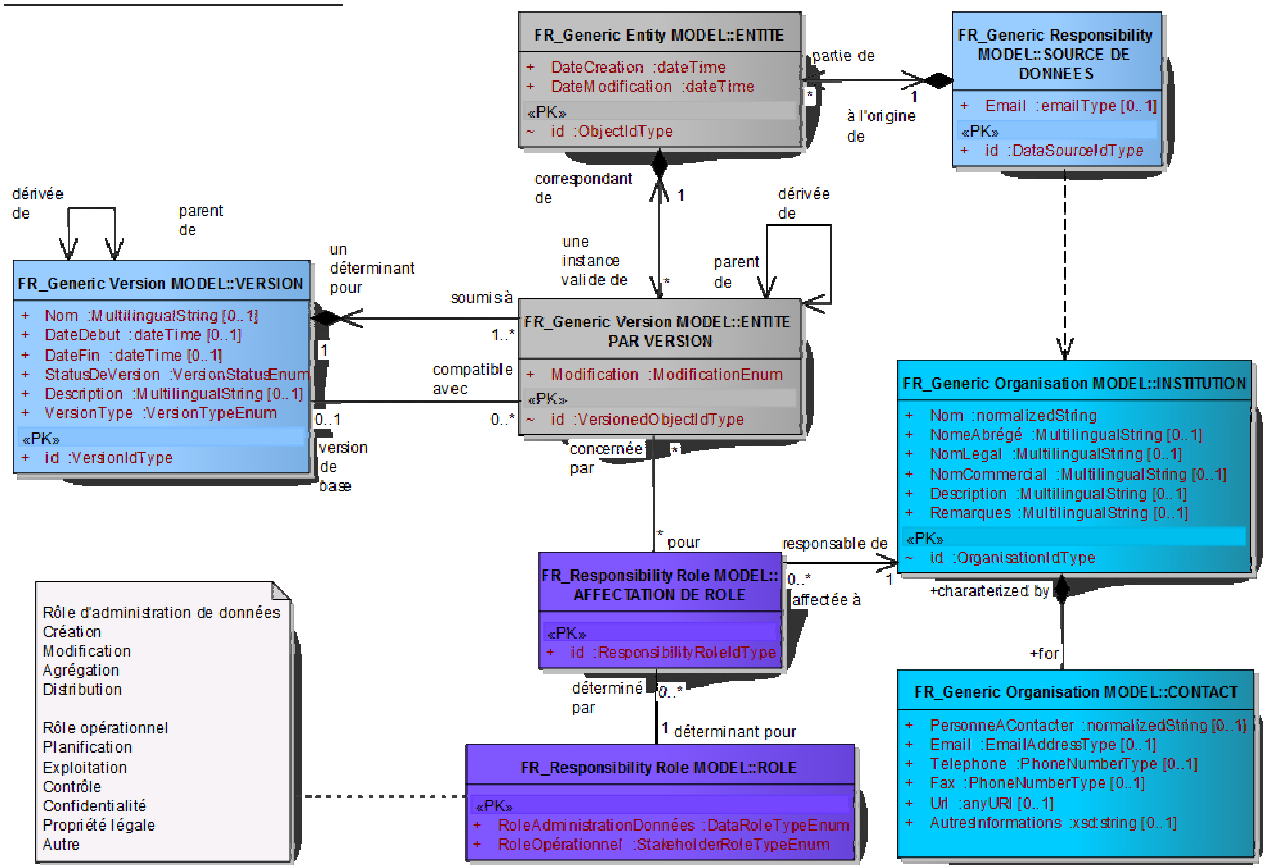 FR_Generic Entity MODEL::ENTITE
+ DateCreation :dateTime
+ DateModification :dateTime
«PK»
~ id :ObjectIdType
partie de
*
1
à l'origine
de
FR_Generic Responsibility
MODEL::SOURCE DE
DONNEES
+ Email :emailType [0..1]
«PK»
+ id :DataSourceIdType
correspondant
de
1
une
instance
valide de
*
dérivée
de
parent
de
dérivée
de
parent
de
FR_Generic Version MODEL::VERSION
+ Nom :MultilingualString [0..1]
+ DateDebut :dateTime [0..1]
+ DateFin :dateTime [0..1]
+ StatusDeVersion :VersionStatusEnum
+ Description :MultilingualString [0..1]
+ VersionType :VersionTypeEnum
«PK»
+ id :VersionIdType
un
déterminant
pour
1
soumis à
1..*
compatible
avec
0..*
0..1
version
de
base
FR_Generic Version MODEL::ENTITE
PAR VERSION
+ Modification :ModificationEnum
«PK»
~ id :VersionedObjectIdType
concernée
par
*
* pour
FR_Generic Organisation MODEL::INSTITUTION
+ Nom :normalizedString
+ NomeAbrégé :MultilingualString [0..1]
+ NomLegal :MultilingualString [0..1]
+ NomCommercial :MultilingualString [0..1]
+ Description :MultilingualString [0..1]
+ Remarques :MultilingualString [0..1]
«PK»
~ id :OrganisationIdType
responsable de
0..*
1
affectée à
FR_Responsibility Role MODEL::
AFFECTATION DE ROLE
«PK»
+ id :ResponsibilityRoleIdType
+chararterized by
+for
déterminé
par
0..*
1 déterminant pour
FR_Responsibility Role MODEL::ROLE
«PK»
+ RoleAdministrationDonnées :DataRoleTypeEnum
+ RoleOpérationnel :StakeholderRoleTypeEnum
FR_Generic Organisation MODEL::CONTACT
+ PersonneAContacter :normalizedString [0..1]
+ Email :EmailAddressType [0..1]
+ Telephone :PhoneNumberType [0..1]
+ Fax :PhoneNumberType [0..1]
+ Url :anyURI [0..1]
+ AutresInformations :xsd:string [0..1]
Rôle d'administration de données
Création
Modification
Agrégation
Distribution
Rôle opérationnel
Planification
Exploitation
Contrôle
Confidentialité
Propriété légale
Autre